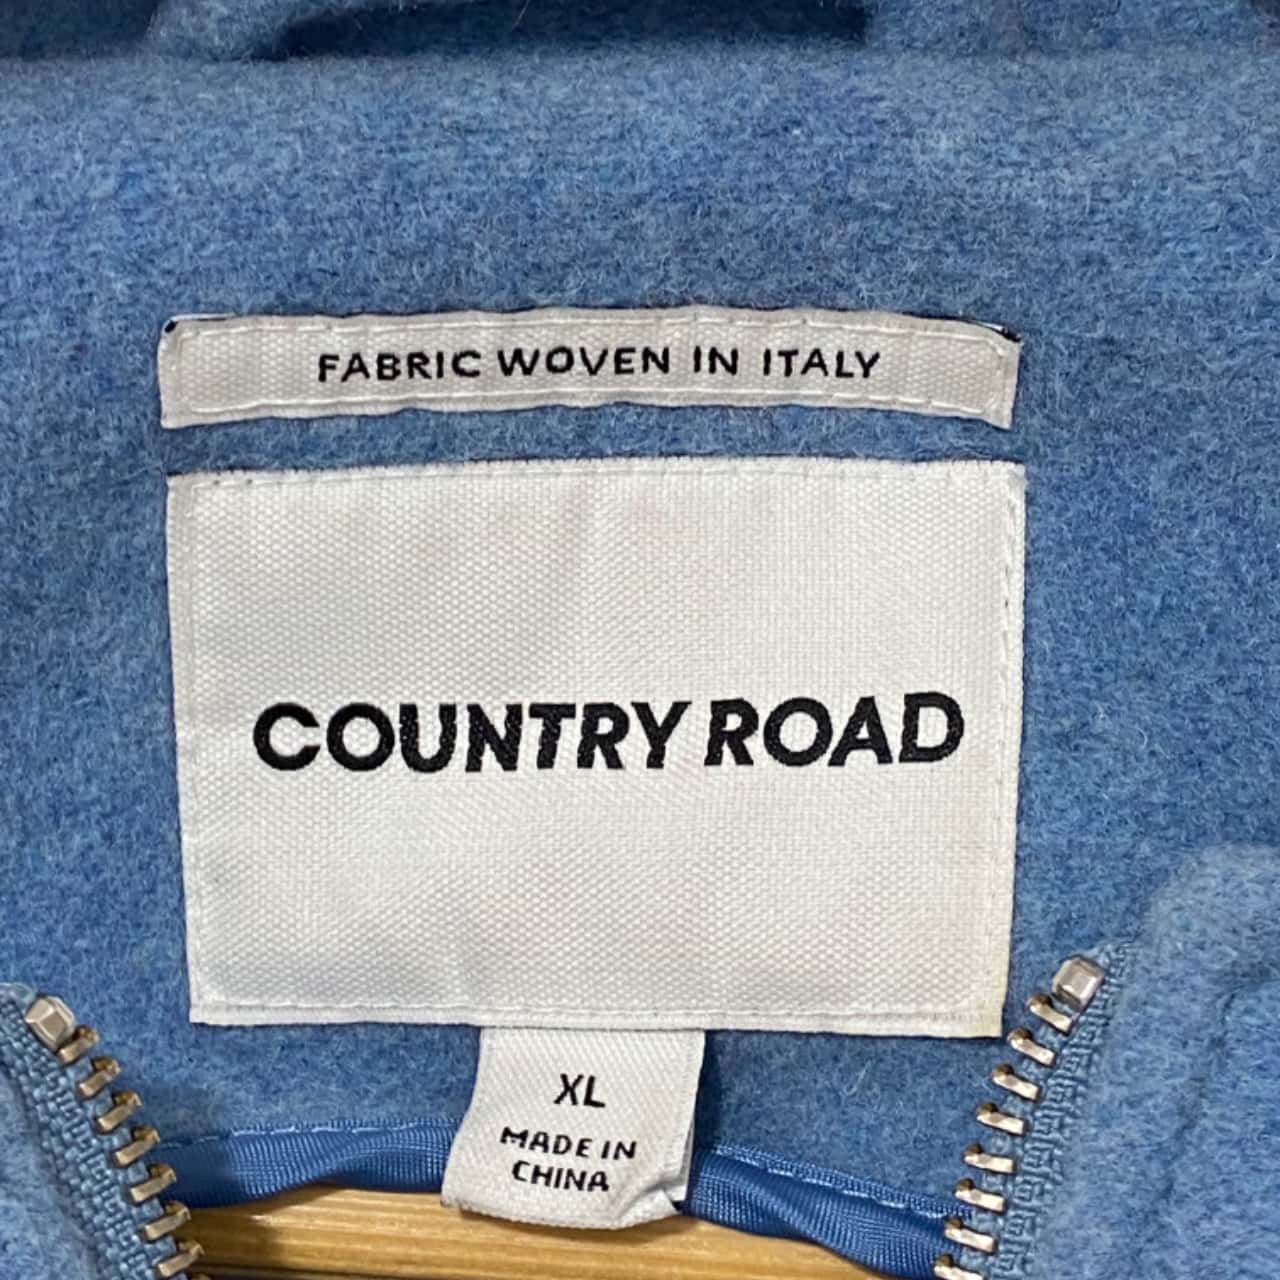 FABRIC WOVEN IN ITALY
COUNTRY ROAD
XL
MADE IN
CHINA